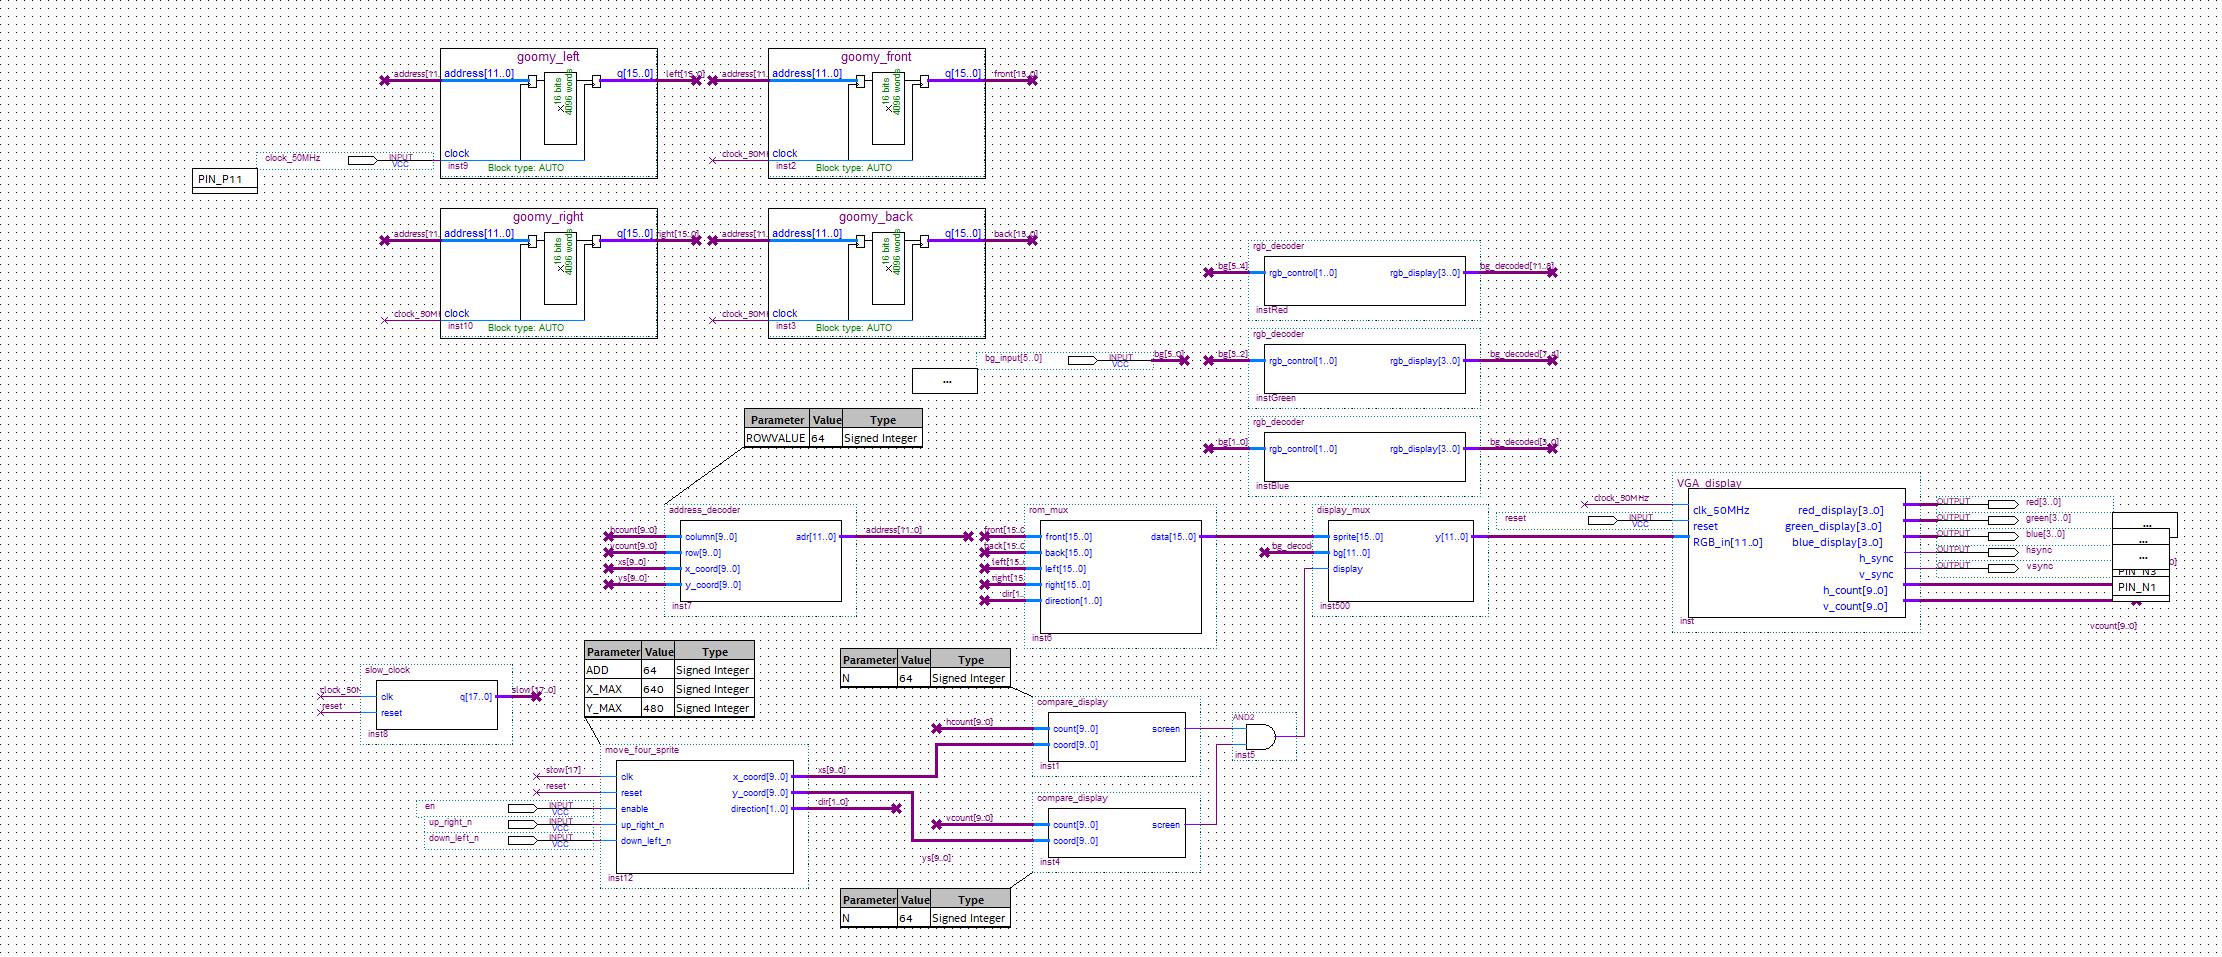 goomy_left
address[?1.
address[11..0]
q[15..0]
left[15..0]
16 bits
4096 words
clock_50MHz
INPUT
VCC
clock
inst9
Block type: AUTO
PIN_P11
goomy_front
address[?1.
address[11..0]
q[15..0]
front[15..0]
16 bits
4096 words
clock_50MH
clock
inst2
Block type: AUTO
goomy_right
address[?1.
address[11..0]
q[15..0]
right[15..0]
16 bits
4096 words
clock_50MH
clock
inst10
Block type: AUTO
goomy_back
address[?1.
address[11..0]
q[15..0]
back[15..0]
16 bits
4096 words
clock_50MH
clock
inst3
Block type: AUTO
rgb_decoder
bg[5..4]
rgb_control[1..0]
rgb_display[3..0]
bg_decoded[?1..8]
instRed
rgb_decoder
bg_input[5..0]
INPUT
VCC
bg[5..0]
bg[3..2]
rgb_control[1..0]
rgb_display[3..0]
bg_decoded[7..4]
instGreen
...
rgb_decoder
bg[1..0]
rgb_control[1..0]
rgb_display[3..0]
bg_decoded[3..0]
instBlue
Parameter Value Type
ROWVALUE 64 Signed Integer
address_decoder
hcount[9..0]
column[9..0]
adr[11..0]
address[?1..0]
vcount[9..0]
row[9..0]
xs[9..0]
x_coord[9..0]
ys[9..0]
y_coord[9..0]
inst7
rom_mux
front[15..0
front[15..0]
data[15..0]
back[15..0
back[15..0]
left[15..0
left[15..0]
right[15..
right[15..0]
dir[1..0]
direction[1..0]
inst6
display_mux
sprite[15..0]
y[11..0]
bg_decod
bg[11..0]
display
inst500
VGA_display
clock_50MHz
clk_50MHz
reset
INPUT
VCC
reset
RGB_in[11..0]
red_display[3..0]
green_display[3..0]
blue_display[3..0]
h_sync
v_sync
h_count[9..0]
v_count[9..0]
inst
OUTPUT
red[3..0]
OUTPUT
green[3..0]
OUTPUT
blue[3..0]
OUTPUT
hsync
OUTPUT
vsync
...
...
...
PIN_N3
PIN_N1
0]
vcount[9..0]
slow_clock
clock_50M
clk
q[17..0]
slow[17..0]
reset
reset
inst8
Parameter Value Type
ADD 64 Signed Integer
X_MAX 640 Signed Integer
Y_MAX 480 Signed Integer
move_four_sprite
slow[17]
clk
x_coord[9..0]
xs[9..0]
reset
reset
y_coord[9..0]
en
INPUT
VCC
enable
direction[1..0]
dir[1..0]
up_right_n
INPUT
VCC
up_right_n
down_left_n
INPUT
VCC
down_left_n
inst12
Parameter Value Type
N 64 Signed Integer
compare_display
hcount[9..0]
count[9..0]
screen
coord[9..0]
inst1
AND2
inst5
compare_display
vcount[9..0]
count[9..0]
screen
coord[9..0]
ys[9..0]
inst4
Parameter Value Type
N 64 Signed Integer